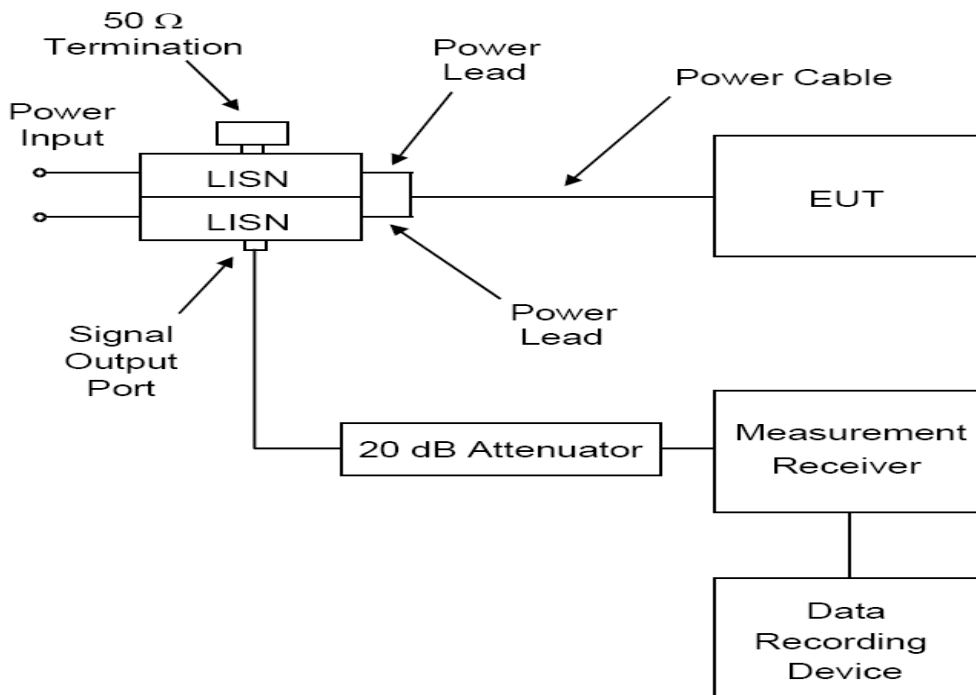 50 Ω
Termination
Power
Lead
Power Cable
Power
Input
LISN
LISN
EUT
Signal
Output
Port
Power
Lead
20 dB Attenuator
Measurement
Receiver
Data
Recording
Device